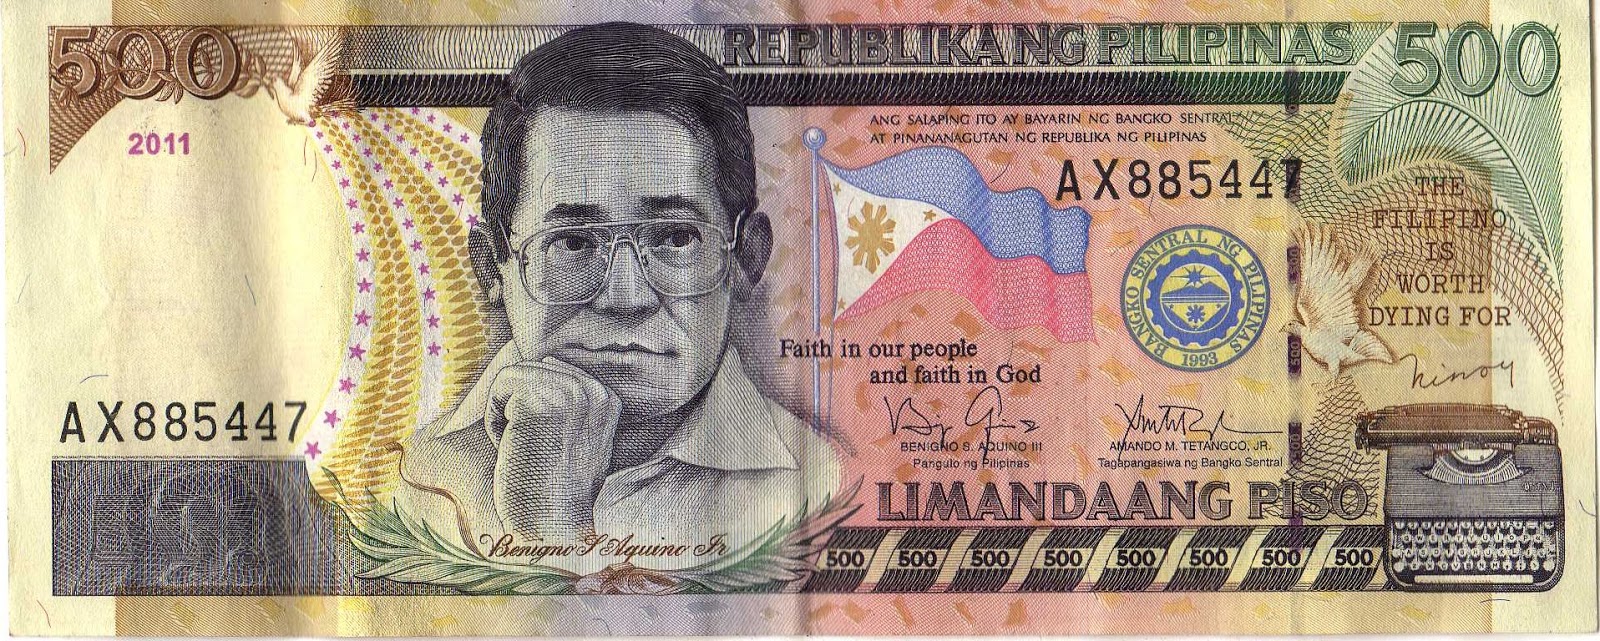 500
REPUBLIKA NG PILIPINAS
500
2011
ANG SALAPING ITO AY BAYARIN NG BANGKO SENTRAL
AT PINANANAGUTAN NG REPUBLIKA NG PILIPINAS
AX885447
THE
FILIPINO
IS
WORTH
DYING FOR
BANGKO SENTRAL NG PILIPINAS
1993
Faith in our people
and faith in God
Ninoy
AX885447
BENIGNO S. AQUINO III
Pangulo ng Pilipinas
AMANDO M. TETANGCO, JR.
Tagapangasiwa ng Bangko Sentral
LIMANDAANG PISO
Benigno S Aquino Jr
500 500 500 500 500 500 500 500